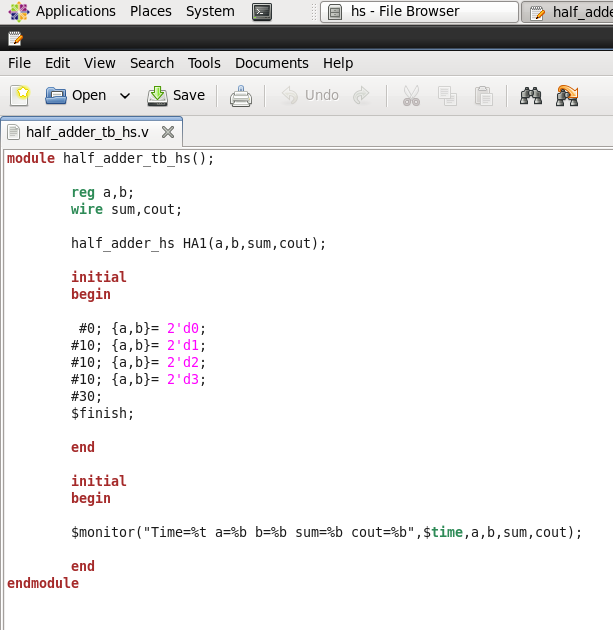 Applications Places System hs - File Browser half_adde
File Edit View Search Tools Documents Help
Open Save Undo
half_adder_tb_hs.v
module half_adder_tb_hs();
reg a,b;
wire sum,cout;
half_adder_hs HA1(a,b,sum,cout);
initial
begin
#0; {a,b}= 2'd0;
#10; {a,b}= 2'd1;
#10; {a,b}= 2'd2;
#10; {a,b}= 2'd3;
#30;
$finish;
end
initial
begin
$monitor("Time=%t a=%b b=%b sum=%b cout=%b",$time,a,b,sum,cout);
end
endmodule